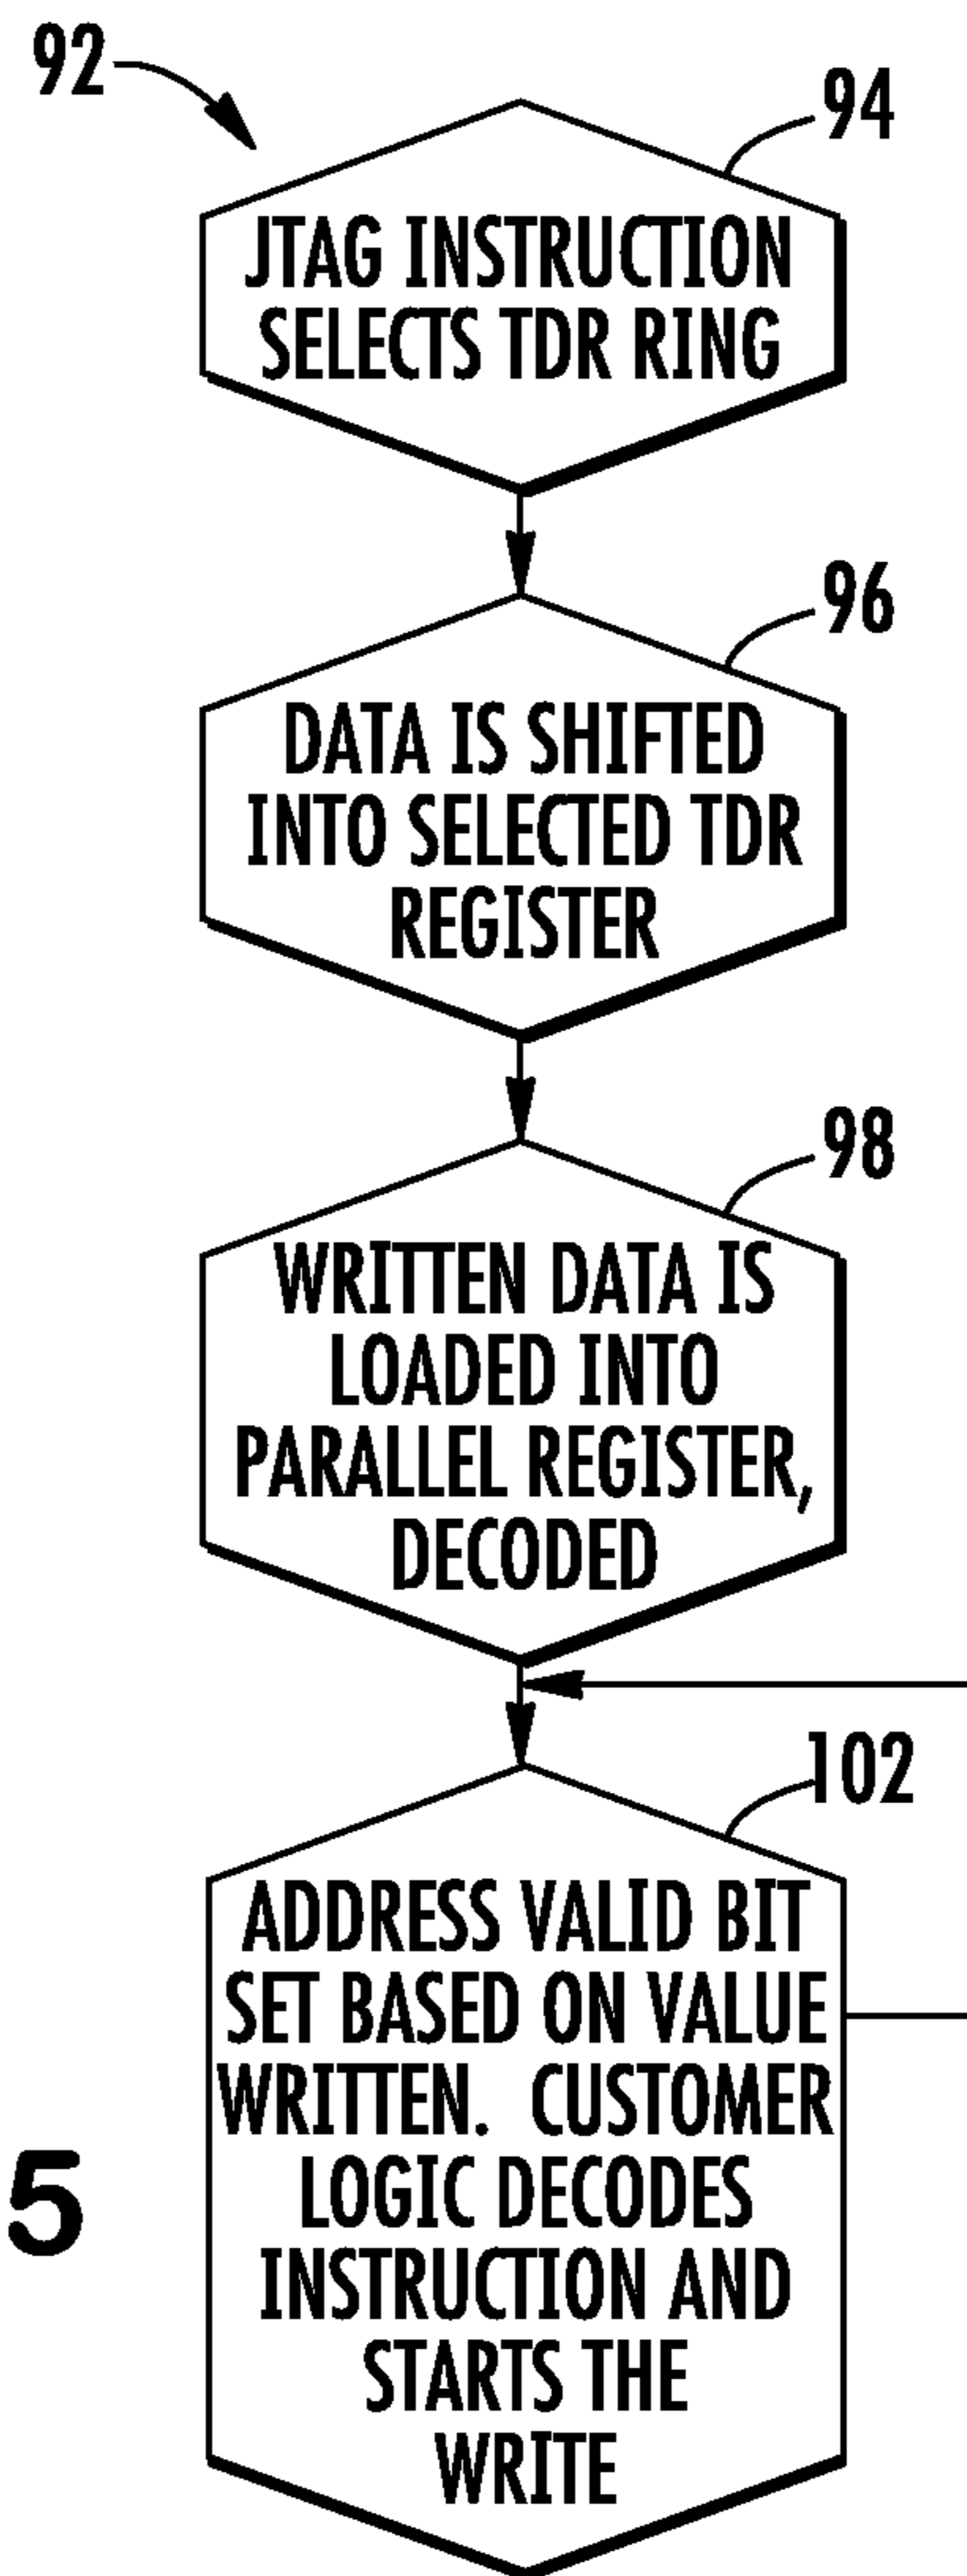 92
94
JTAG INSTRUCTION
SELECTS TDR RING
96
DATA IS SHIFTED
INTO SELECTED TDR
REGISTER
98
WRITTEN DATA IS
LOADED INTO
PARALLEL REGISTER,
DECODED
102
ADDRESS VALID BIT
SET BASED ON VALUE
WRITTEN. CUSTOMER
LOGIC DECODES
INSTRUCTION AND
STARTS THE
WRITE
5